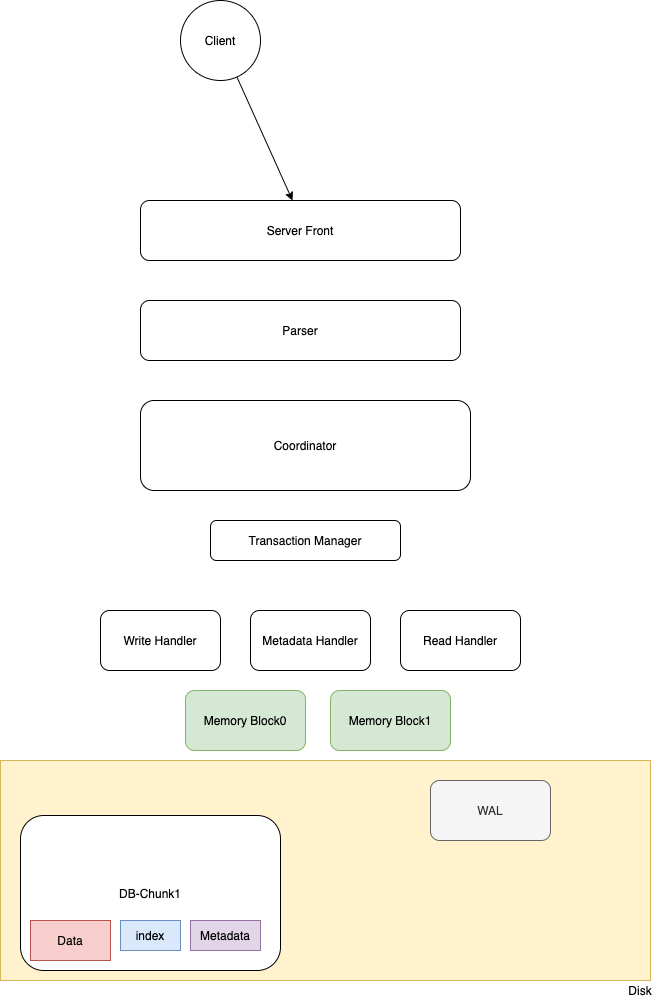 Client
Server Front
Parser
Coordinator
Transaction Manager
Write Handler
Metadata Handler
Read Handler
Memory Block0
Memory Block1
WAL
DB-Chunk1
Data
index
Metadata
Disk